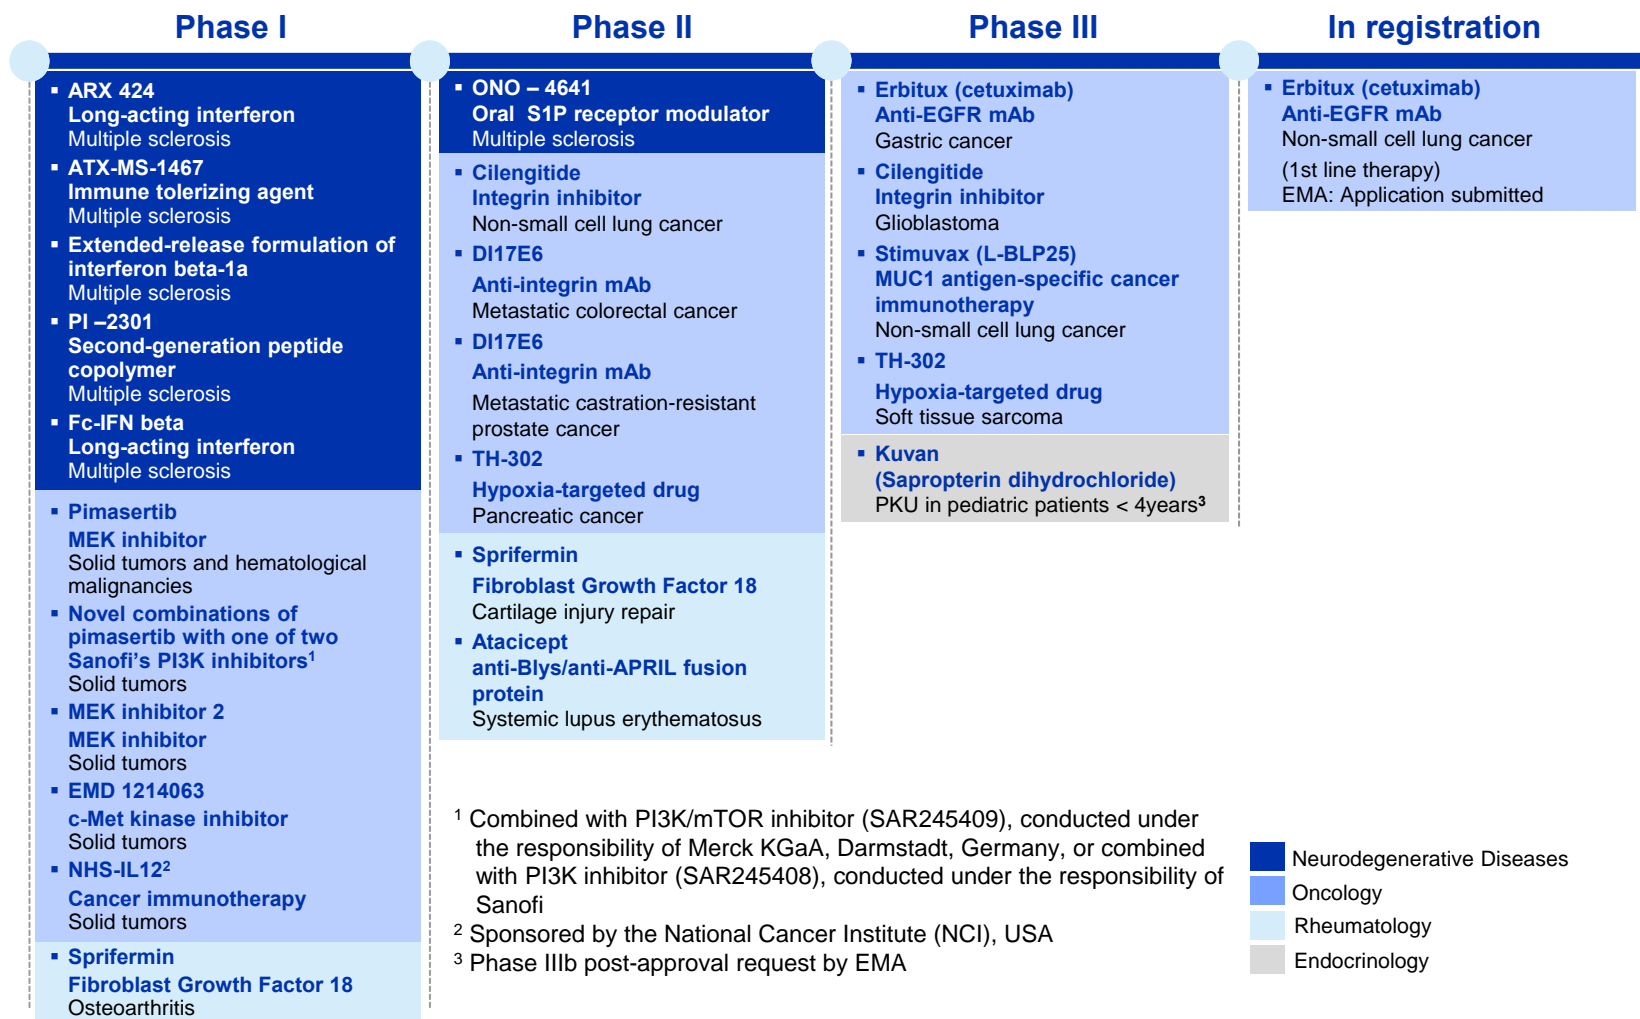 Phase I
▪ ARX 424
Long-acting interferon
Multiple sclerosis
▪ ATX-MS-1467
Immune tolerizing agent
Multiple sclerosis
▪ Extended-release formulation of
interferon beta-1a
Multiple sclerosis
▪ PI –2301
Second-generation peptide
copolymer
Multiple sclerosis
▪ Fc-IFN beta
Long-acting interferon
Multiple sclerosis
▪ Pimasertib
MEK inhibitor
Solid tumors and hematological
malignancies
▪ Novel combinations of
pimasertib with one of two
Sanofi’s PI3K inhibitors¹
Solid tumors
▪ MEK inhibitor 2
MEK inhibitor
Solid tumors
▪ EMD 1214063
c-Met kinase inhibitor
Solid tumors
▪ NHS-IL12²
Cancer immunotherapy
Solid tumors
▪ Sprifermin
Fibroblast Growth Factor 18
Osteoarthritis
Phase II
▪ ONO – 4641
Oral S1P receptor modulator
Multiple sclerosis
▪ Cilengitide
Integrin inhibitor
Non-small cell lung cancer
▪ DI17E6
Anti-integrin mAb
Metastatic colorectal cancer
▪ DI17E6
Anti-integrin mAb
Metastatic castration-resistant
prostate cancer
▪ TH-302
Hypoxia-targeted drug
Pancreatic cancer
▪ Sprifermin
Fibroblast Growth Factor 18
Cartilage injury repair
▪ Atacicept
anti-Blys/anti-APRIL fusion
protein
Systemic lupus erythematosus
Phase III
▪ Erbitux (cetuximab)
Anti-EGFR mAb
Gastric cancer
▪ Cilengitide
Integrin inhibitor
Glioblastoma
▪ Stimuvax (L-BLP25)
MUC1 antigen-specific cancer
immunotherapy
Non-small cell lung cancer
▪ TH-302
Hypoxia-targeted drug
Soft tissue sarcoma
▪ Kuvan
(Sapropterin dihydrochloride)
PKU in pediatric patients < 4years³
In registration
▪ Erbitux (cetuximab)
Anti-EGFR mAb
Non-small cell lung cancer
(1st line therapy)
EMA: Application submitted
¹ Combined with PI3K/mTOR inhibitor (SAR245409), conducted under
the responsibility of Merck KGaA, Darmstadt, Germany, or combined
with PI3K inhibitor (SAR245408), conducted under the responsibility of
Sanofi
² Sponsored by the National Cancer Institute (NCI), USA
³ Phase IIIb post-approval request by EMA
Neurodegenerative Diseases
Oncology
Rheumatology
Endocrinology